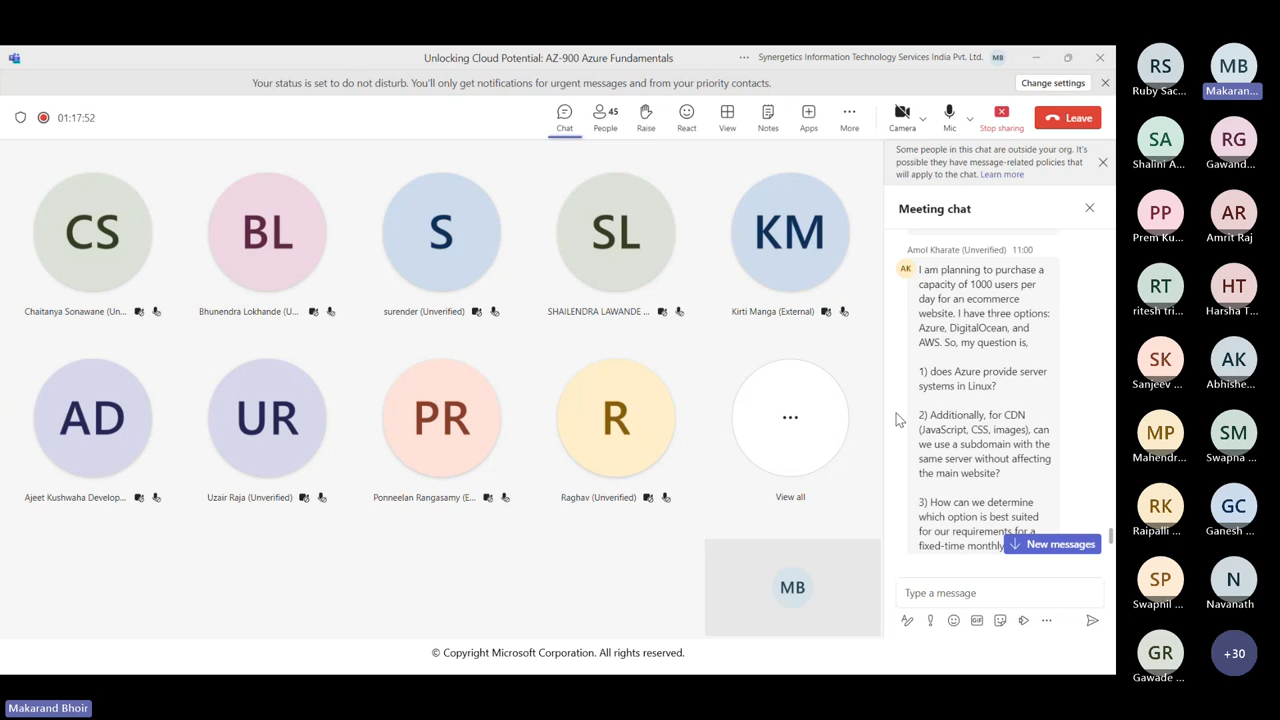 Unlocking Cloud Potential: AZ-900 Azure Fundamentals
Synergetics Information Technology Services India Pvt. Ltd.
MB
Your status is set to do not disturb. You'll only get notifications for urgent messages and from your priority contacts.
Change settings
01:17:52
Chat
45
People
Raise
React
View
Notes
Apps
More
Camera
Mic
Stop sharing
Leave
CS
Chaitanya Sonawane (Un...
BL
Bhunendra Lokhande (U...
S
surender (Unverified)
SL
SHAILENDRA LAWANDE ...
KM
Kirti Manga (External)
AD
Ajeet Kushwaha Develop...
UR
Uzair Raja (Unverified)
PR
Ponneelan Rangasamy (E...
R
Raghav (Unverified)
View all
MB
Some people in this chat are outside your org. It's
possible they have message-related policies that
will apply to the chat. Learn more
Meeting chat
Amol Kharate (Unverified) 11:00
AK
I am planning to purchase a
capacity of 1000 users per
day for an ecommerce
website. I have three options:
Azure, DigitalOcean, and
AWS. So, my question is,
1) does Azure provide server
systems in Linux?
2) Additionally, for CDN
(JavaScript, CSS, images), can
we use a subdomain with the
same server without affecting
the main website?
3) How can we determine
which option is best suited
for our requirements for a
fixed-time monthly
New messages
Type a message
GIF
© Copyright Microsoft Corporation. All rights reserved.
RS
Ruby Sac...
MB
Makaran...
SA
Shalini A...
RG
Gawand...
PP
Prem Ku...
AR
Amrit Raj
RT
ritesh tri...
HT
Harsha T...
SK
Sanjeev ...
AK
Abhishe...
MP
Mahendr...
SM
Swapna ...
RK
Raipalli ...
GC
Ganesh ...
SP
Swapnil ...
N
Navanath
GR
Gawade ...
+30
Makarand Bhoir